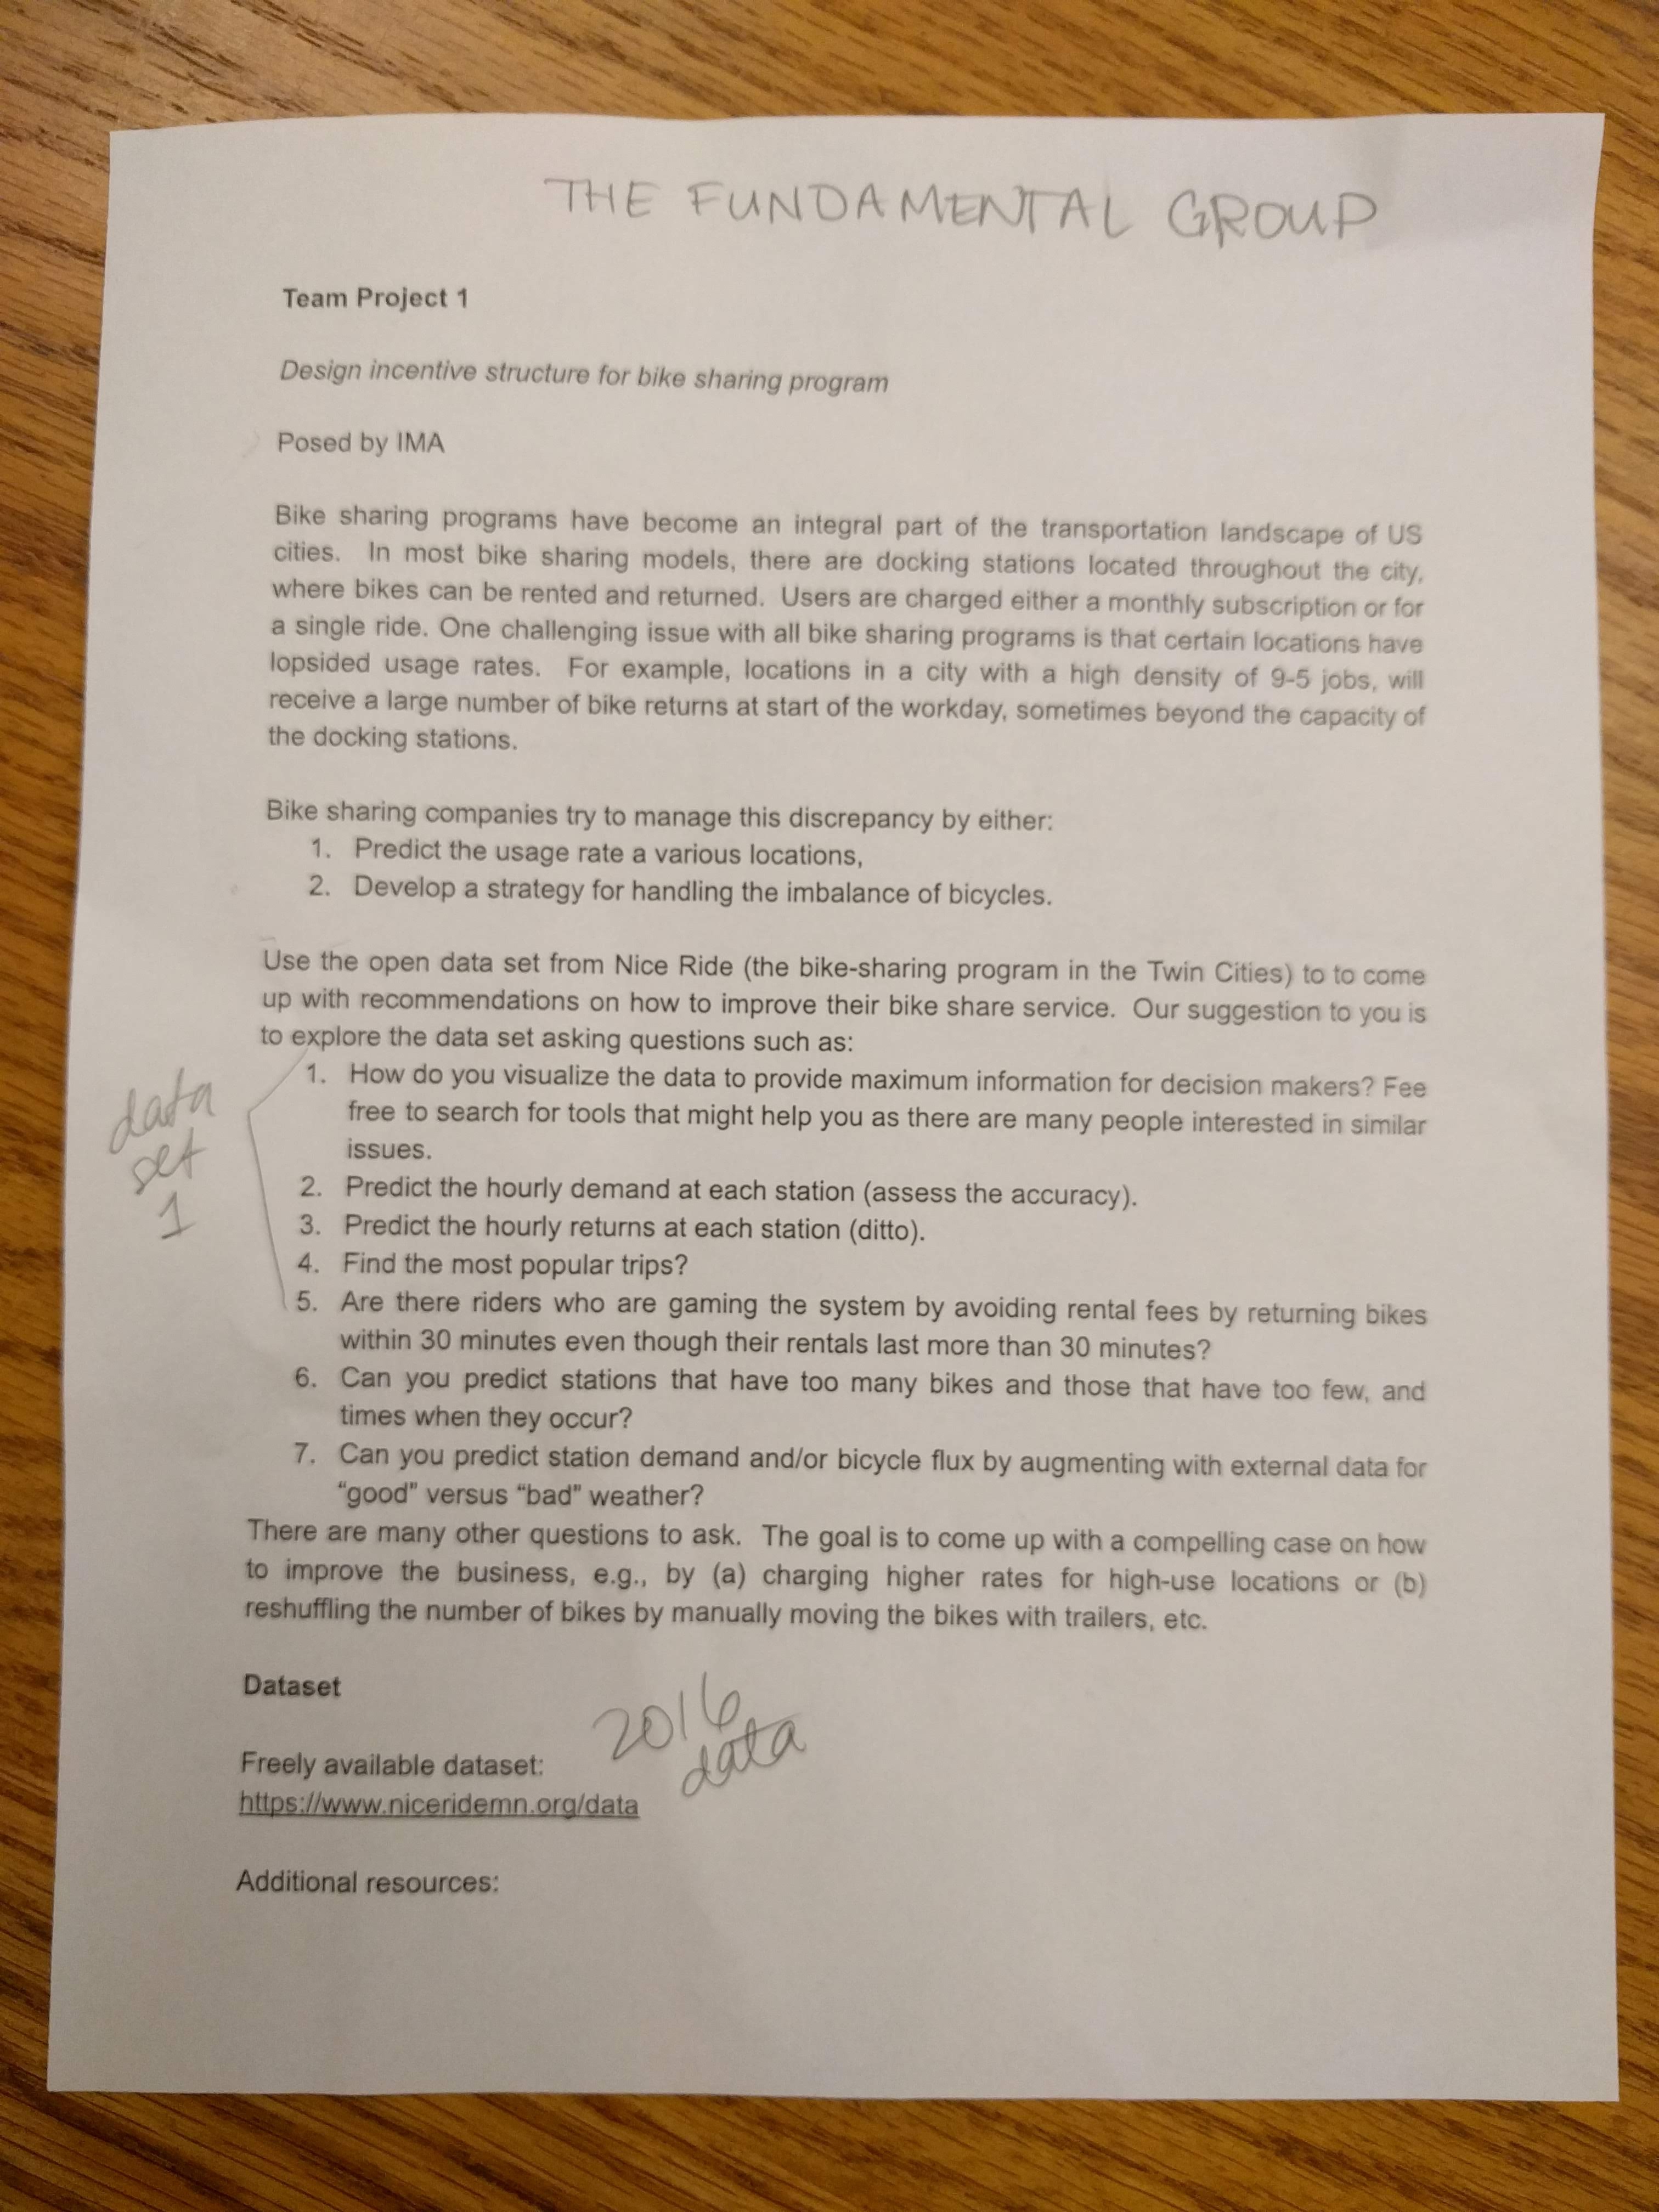 THE FUNDAMENTAL GROUP
Team Project 1
Design incentive structure for bike sharing program
Posed by IMA
Bike sharing programs have become an integral part of the transportation landscape of US
cities. In most bike sharing models, there are docking stations located throughout the city,
where bikes can be rented and returned. Users are charged either a monthly subscription or for
a single ride. One challenging issue with all bike sharing programs is that certain locations have
lopsided usage rates. For example, locations in a city with a high density of 9-5 jobs, will
receive a large number of bike returns at start of the workday, sometimes beyond the capacity of
the docking stations.
Bike sharing companies try to manage this discrepancy by either:
1. Predict the usage rate a various locations,
2. Develop a strategy for handling the imbalance of bicycles.
Use the open data set from Nice Ride (the bike-sharing program in the Twin Cities) to to come
up with recommendations on how to improve their bike share service. Our suggestion to you is
to explore the data set asking questions such as:
data
set
1
1. How do you visualize the data to provide maximum information for decision makers? Fee
free to search for tools that might help you as there are many people interested in similar
issues.
2. Predict the hourly demand at each station (assess the accuracy).
3. Predict the hourly returns at each station (ditto).
4. Find the most popular trips?
5. Are there riders who are gaming the system by avoiding rental fees by returning bikes
within 30 minutes even though their rentals last more than 30 minutes?
6. Can you predict stations that have too many bikes and those that have too few, and
times when they occur?
7. Can you predict station demand and/or bicycle flux by augmenting with external data for
“good” versus “bad” weather?
There are many other questions to ask. The goal is to come up with a compelling case on how
to improve the business, e.g., by (a) charging higher rates for high-use locations or (b)
reshuffling the number of bikes by manually moving the bikes with trailers, etc.
Dataset
2016
data
Freely available dataset:
https://www.niceridemn.org/data
Additional resources: